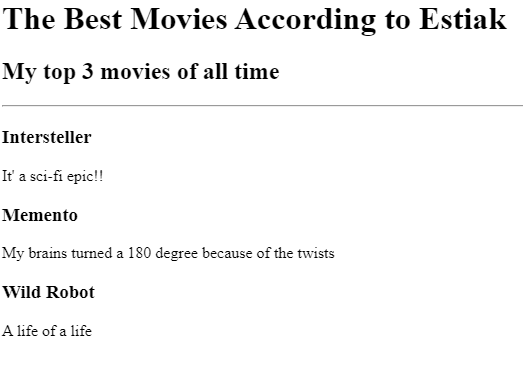 The Best Movies According to Estiak
My top 3 movies of all time
Intersteller
It' a sci-fi epic!!
Memento
My brains turned a 180 degree because of the twists
Wild Robot
A life of a life